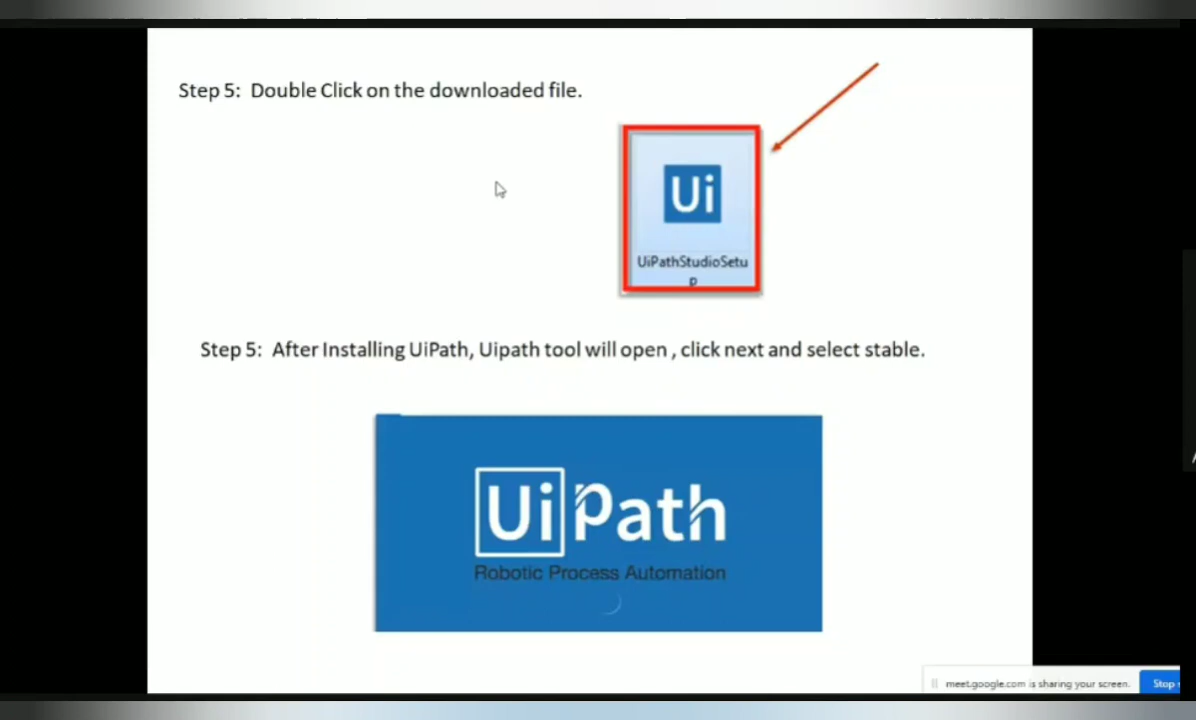 Step 5: Double Click on the downloaded file.
Ui
UiPathStudioSetu
p
Step 5: After Installing UiPath, Uipath tool will open , click next and select stable.
UiPath
Robotic Process Automation
meet.google.com is sharing your screen.
Stop